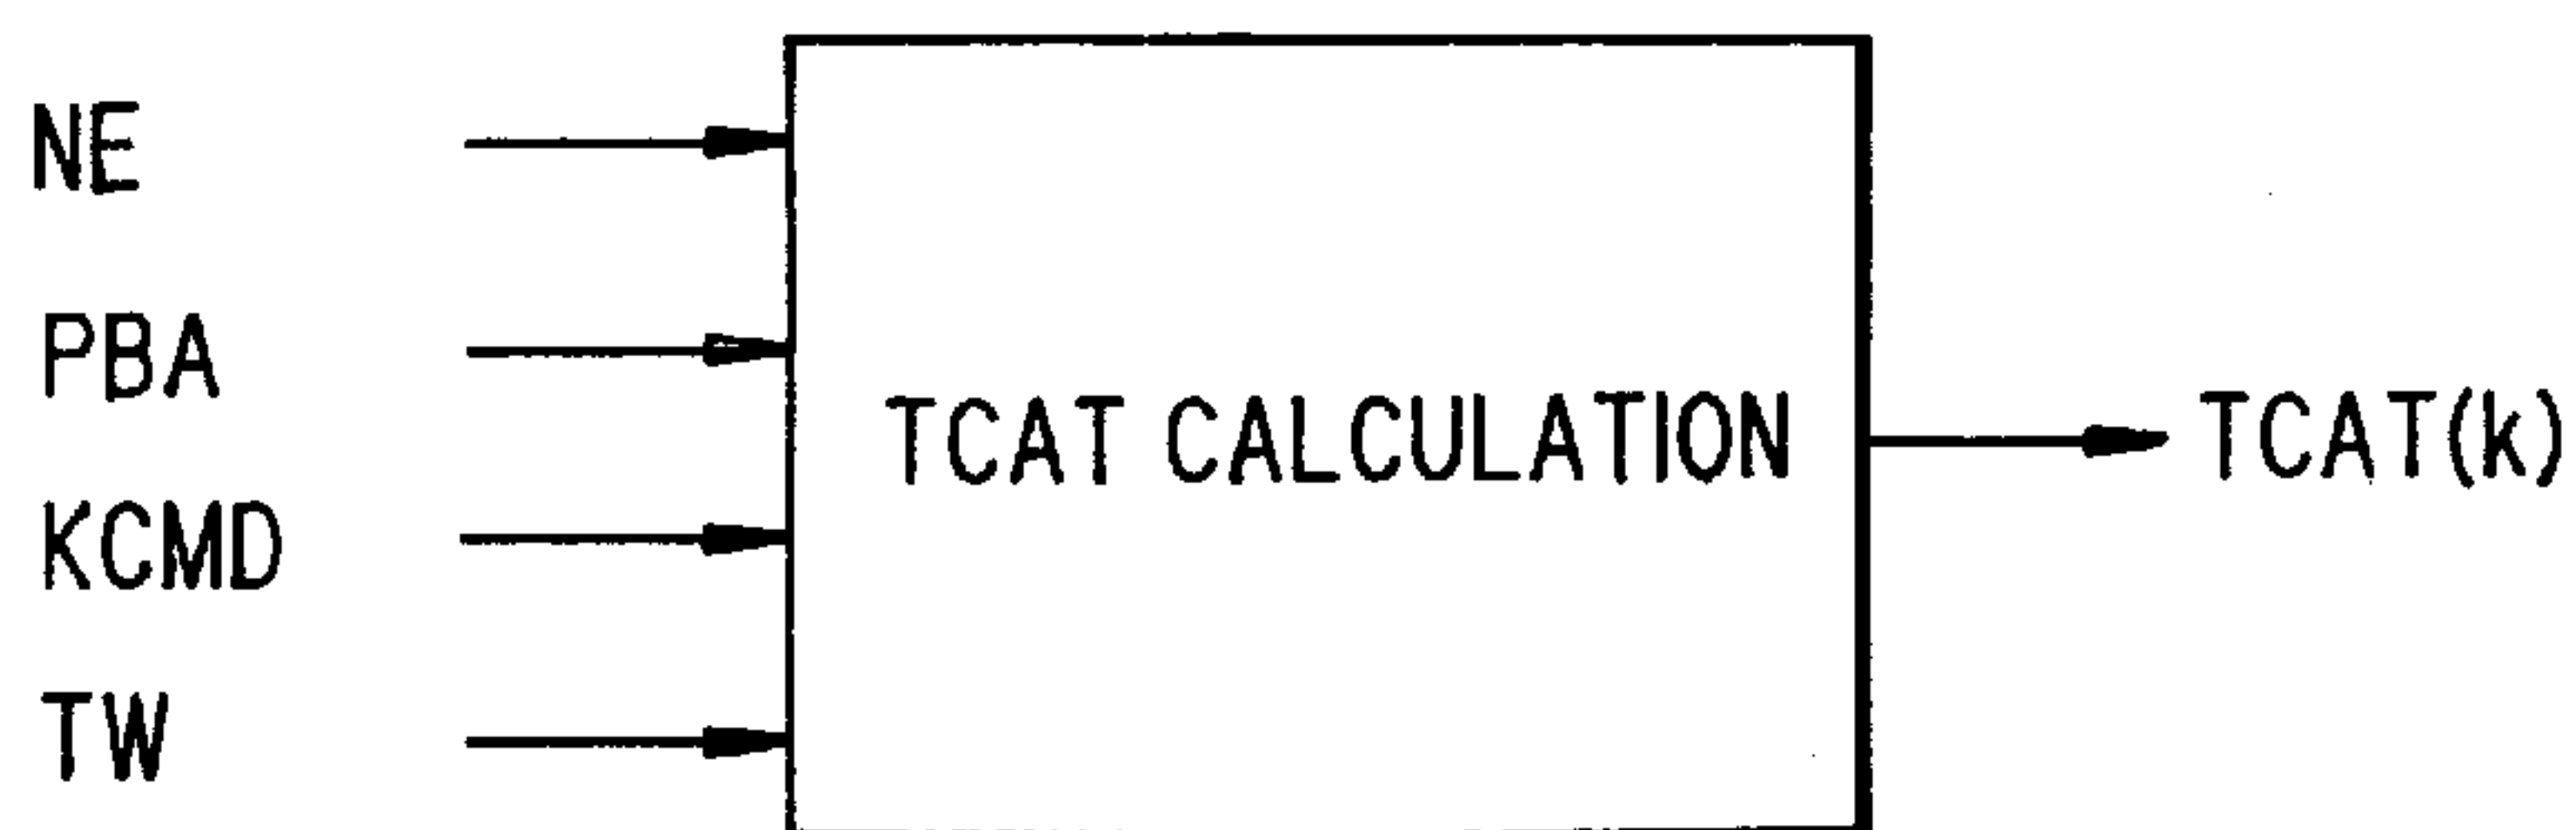 NE
PBA
TCAT CALCULATION
TCAT(k)
KCMD
TW